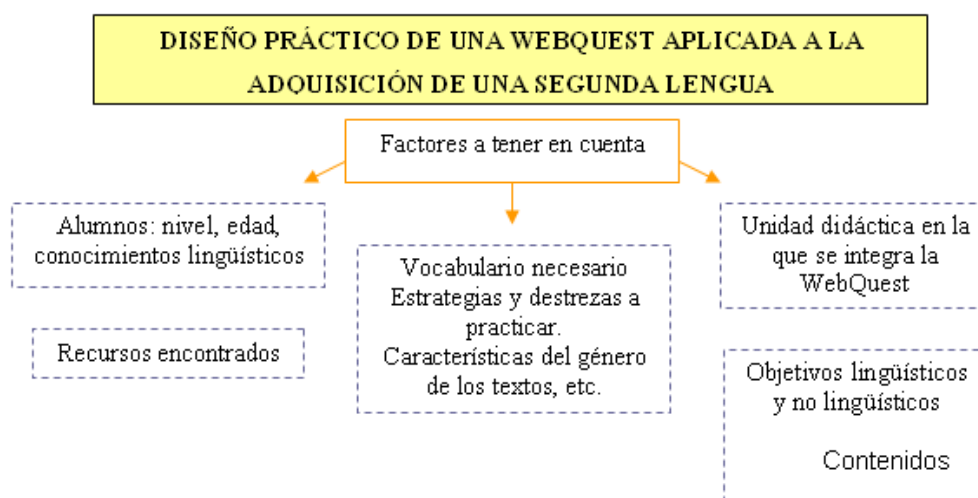 DISEÑO PRÁCTICO DE UNA WEBQUEST APLICADA A LA
ADQUISICIÓN DE UNA SEGUNDA LENGUA
Factores a tener en cuenta
Alumnos: nivel, edad,
conocimientos lingüísticos
Recursos encontrados
Vocabulario necesario
Estrategias y destrezas a
practicar.
Características del género
de los textos, etc.
Unidad didáctica en la
que se integra la
WebQuest
Objetivos lingüísticos
y no lingüísticos
Contenidos